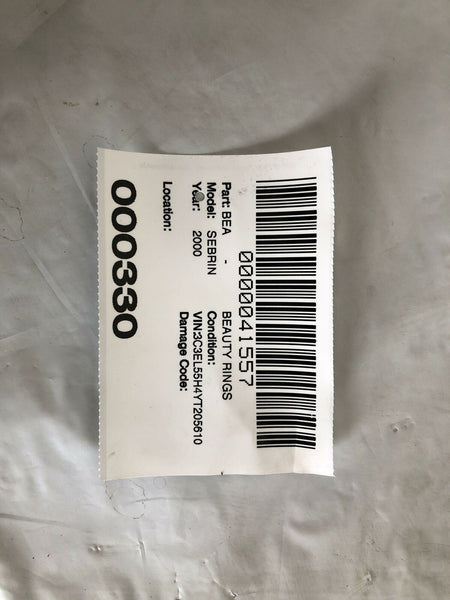 0000041557
Part: BEA - BEAUTY RINGS
Model: SEBRIN Condition:
Year: 2000 VIN:3C3EL55H4YT205610
Damage Code:
Location:
000330